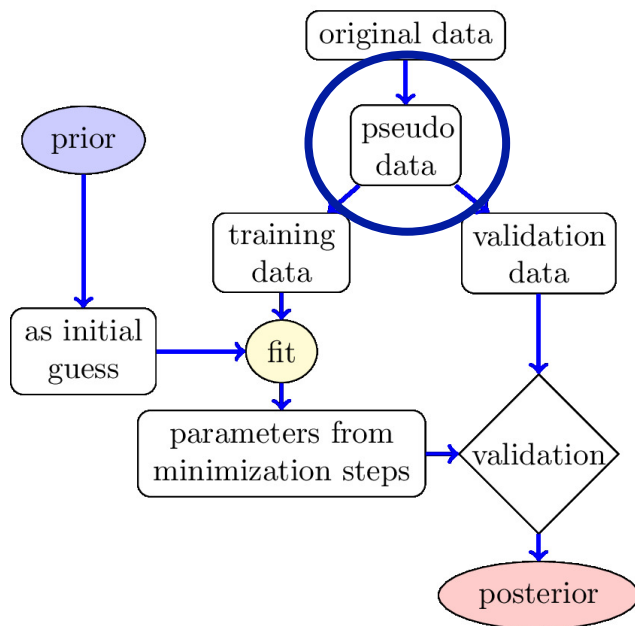 original data
prior
pseudo
data
training
data
validation
data
as initial
guess
fit
parameters from
minimization steps
validation
posterior